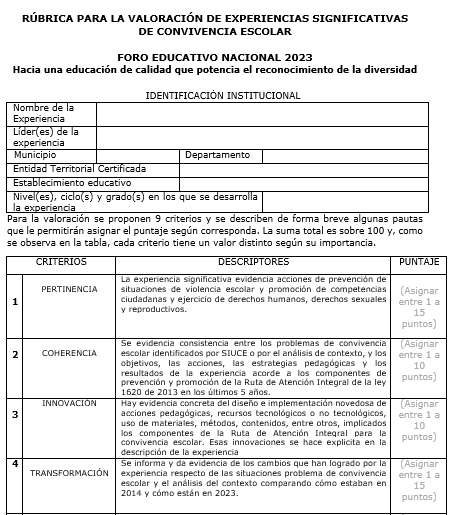 RÚBRICA PARA LA VALORACIÓN DE EXPERIENCIAS SIGNIFICATIVAS
DE CONVIVENCIA ESCOLAR
FORO EDUCATIVO NACIONAL 2023
Hacia una educación de calidad que potencia el reconocimiento de la diversidad
IDENTIFICACIÓN INSTITUCIONAL
Nombre de la
Experiencia
Líder(es) de la
experiencia
Municipio
Departamento
Entidad Territorial Certificada
Establecimiento educativo
Nivel(es), ciclo(s) y grado(s) en los que se desarrolla
la experiencia
Para la valoración se proponen 9 criterios y se describen de forma breve algunas pautas
que le permitirán asignar el puntaje según corresponda. La suma total es sobre 100 y, como
se observa en la tabla, cada criterio tiene un valor distinto según su importancia.
CRITERIOS
DESCRIPTORES
PUNTAJE
1
PERTINENCIA
La experiencia significativa evidencia acciones de prevención de
situaciones de violencia escolar y promoción de competencias
ciudadanas y ejercicio de derechos humanos, derechos sexuales
y reproductivos.
(Asignar
entre 1 a
15
puntos)
2
COHERENCIA
Se evidencia consistencia entre los problemas de convivencia
escolar identificados por SIUCE o por el análisis de contexto, y los
objetivos, las acciones, las estrategias pedagógicas y los
resultados de la experiencia acorde a los componentes de
prevención y promoción de la Ruta de Atención Integral de la ley
1620 de 2013 en los últimos 5 años.
(Asignar
entre 1 a
10
puntos)
3
INNOVACIÓN
Hay evidencia concreta del diseño e implementación novedosa de
acciones pedagógicas, recursos tecnológicos o no tecnológicos,
uso de materiales, métodos, contenidos, entre otros, implicados
los componentes de la Ruta de Atención Integral para la
convivencia escolar. Esas innovaciones se hace explicita en la
descripción de la experiencia
(Asignar
entre 1 a
10
puntos)
4
TRANSFORMACIÓN
Se informa y da evidencia de los cambios que han logrado por la
experiencia respecto de las situaciones problema de convivencia
escolar y el análisis del contexto comparando cómo estaban en
2014 y cómo están en 2023.
(Asignar
entre 1 a
15
puntos)